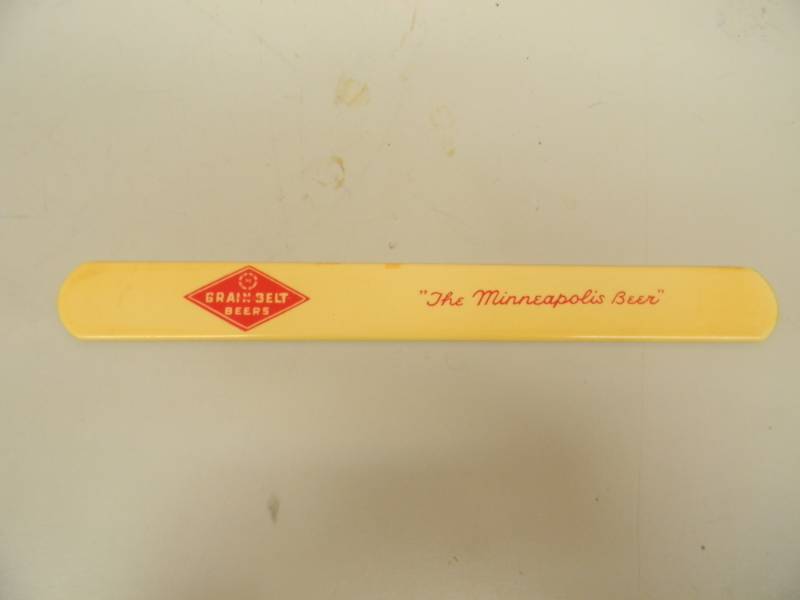 GRAIN BELT
BEERS
"The Minneapolis Beer"